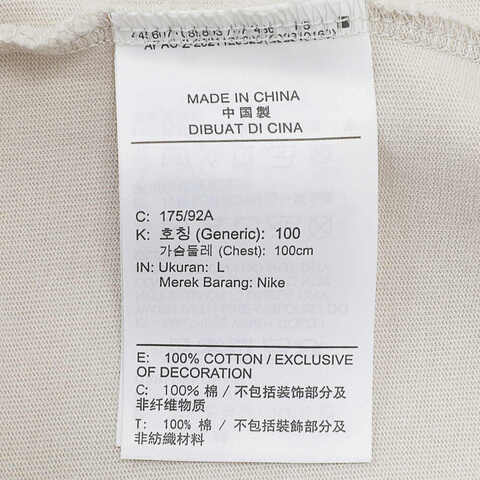 MADE IN CHINA
中国製
DIBUAT DI CINA
C: 175/92A
K: 호칭 (Generic): 100
가슴둘레 (Chest): 100cm
IN: Ukuran: L
Merek Barang: Nike
E: 100% COTTON / EXCLUSIVE
OF DECORATION
C: 100% 棉 / 不包括装饰部分及
非纤维物质
T: 100% 棉 / 不包括裝飾部分及
非紡織材料